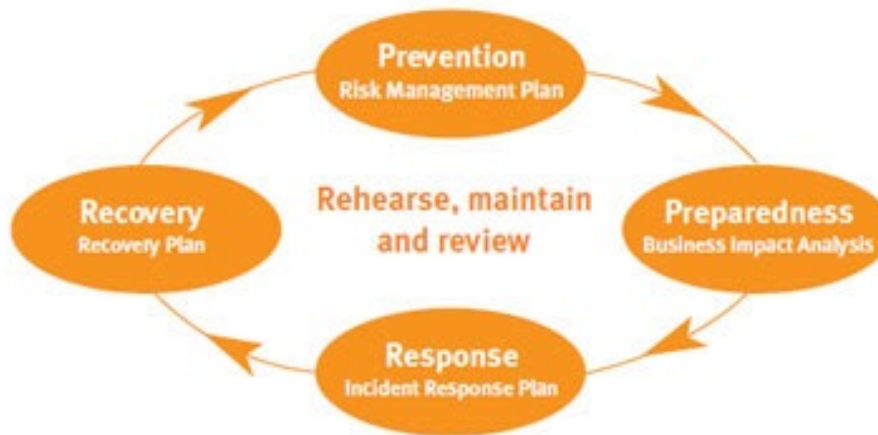 Prevention
Risk Management Plan
Recovery
Recovery Plan
Rehearse, maintain
and review
Preparedness
Business Impact Analysis
Response
Incident Response Plan